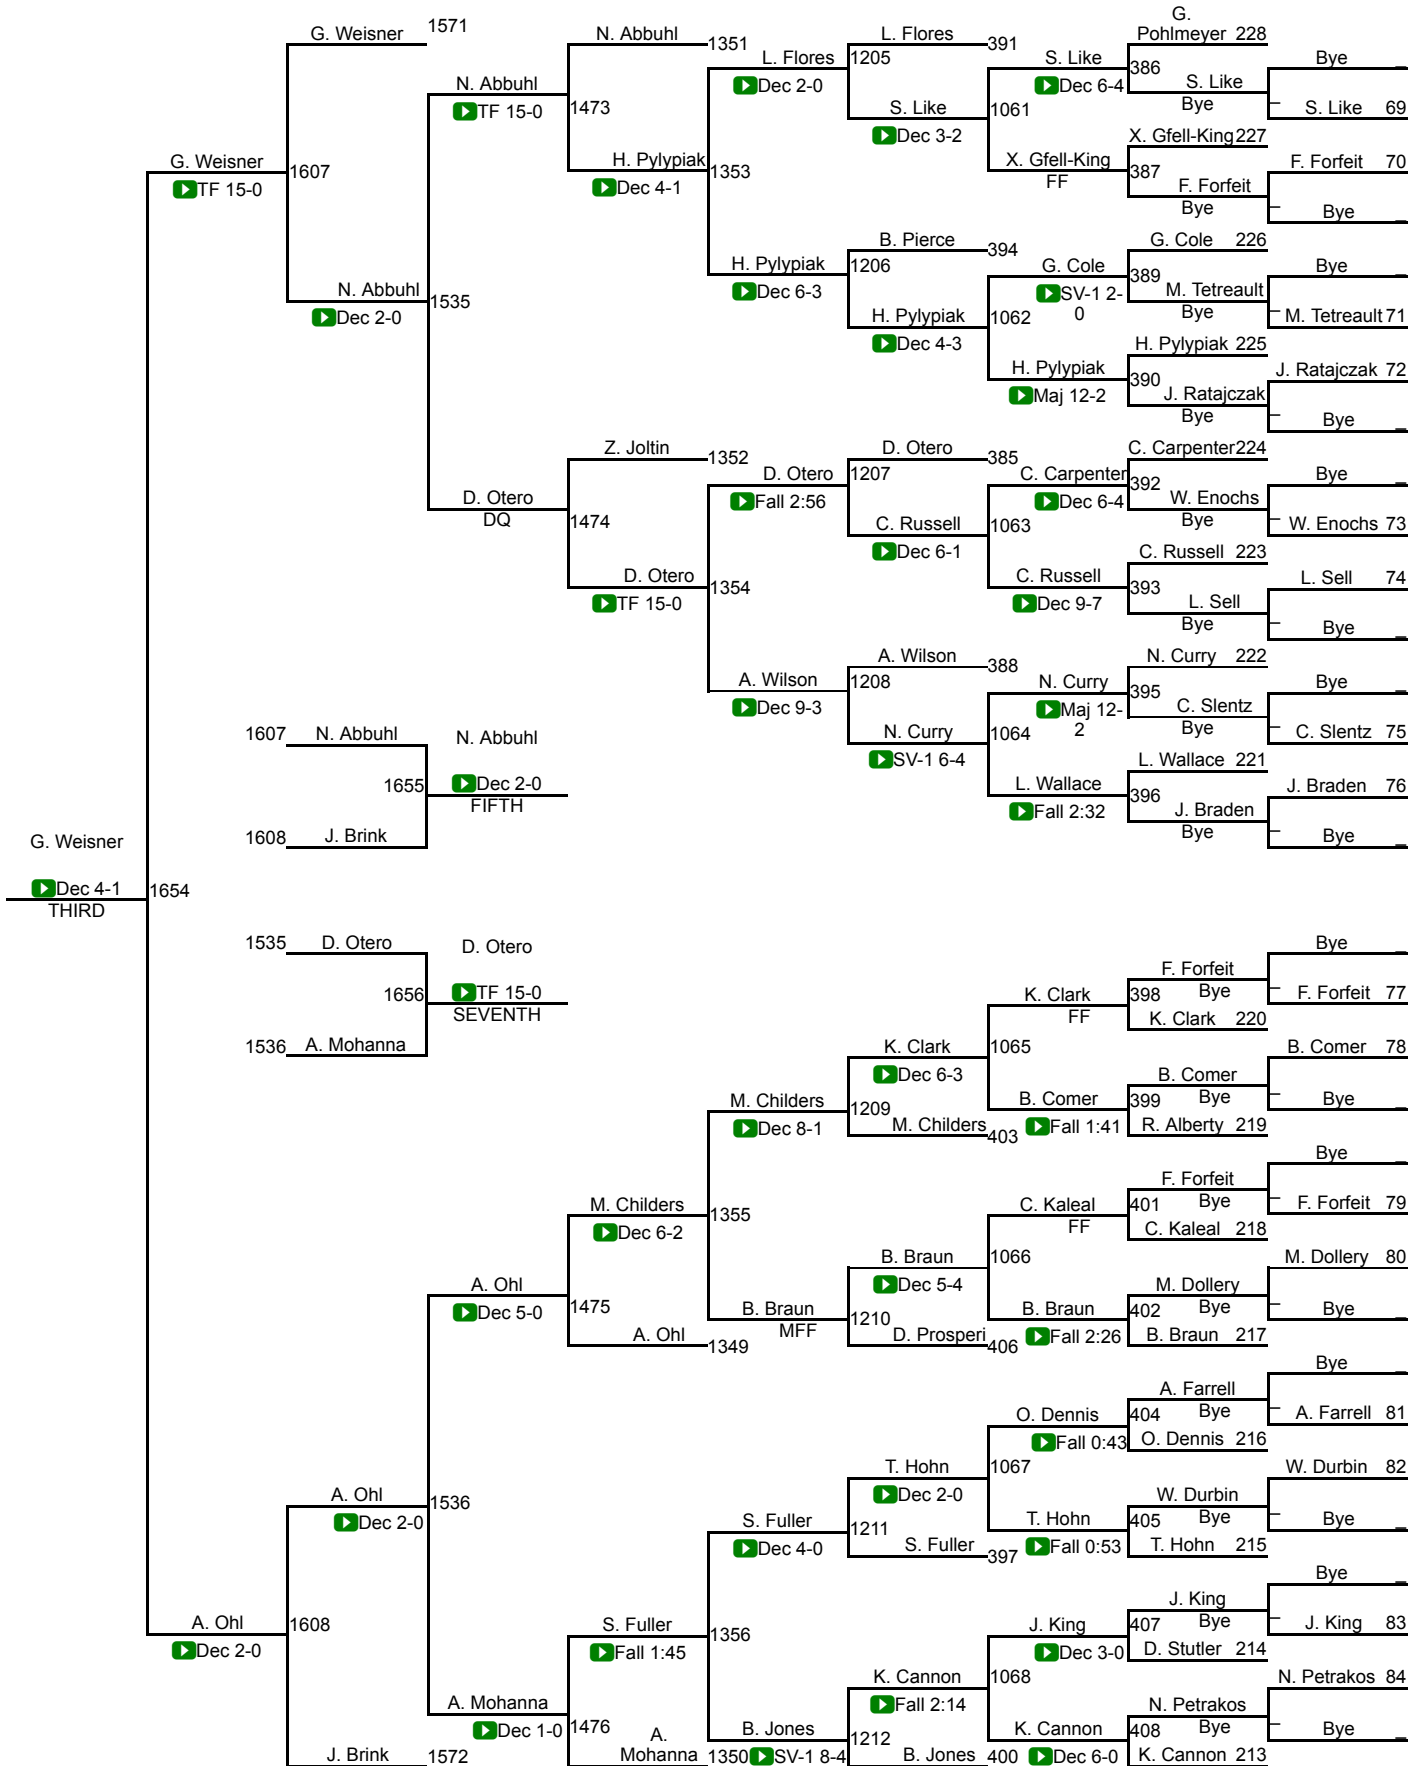 G.
Pohlmeyer 228
1571
G. Weisner
N. Abbuhl
1351
L. Flores
391
L. Flores
1205
S. Like
386
Bye _
Dec 2-0
Dec 6-4
S. Like
N. Abbuhl
Bye
_
S. Like 69
TF 15-0
1473
S. Like
1061
Dec 3-2
X. Gfell-King 227
G. Weisner
1607
H. Pylypiak
1353
X. Gfell-King
387
F. Forfeit 70
TF 15-0
Dec 4-1
FF
F. Forfeit
Bye
_
Bye _
B. Pierce
394
G. Cole 226
H. Pylypiak
1206
G. Cole
389
Bye _
Dec 6-3
SV-1 2-
0
M. Tetreault
N. Abbuhl
1535
Bye
_
M. Tetreault 71
Dec 2-0
H. Pylypiak
1062
Dec 4-3
H. Pylypiak 225
H. Pylypiak
390
J. Ratajczak 72
Maj 12-2
J. Ratajczak
Bye
_
Bye _
Z. Joltin
1352
D. Otero
385
C. Carpenter 224
D. Otero
1207
C. Carpenter
392
Bye _
D. Otero
Fall 2:56
Dec 6-4
W. Enochs
DQ
1474
C. Russell
1063
Bye
_
W. Enochs 73
Dec 6-1
C. Russell 223
D. Otero
1354
C. Russell
393
L. Sell 74
TF 15-0
Dec 9-7
L. Sell
Bye
_
Bye _
A. Wilson
388
N. Curry 222
A. Wilson
1208
N. Curry
395
Bye _
Dec 9-3
Maj 12-
2
C. Slentz
1607
N. Abbuhl
N. Abbuhl
N. Curry
1064
Bye
_
C. Slentz 75
SV-1 6-4
L. Wallace 221
1655
Dec 2-0
L. Wallace
396
J. Braden 76
FIFTH
Fall 2:32
J. Braden
1608
J. Brink
Bye
_
Bye _
G. Weisner
Dec 4-1
1654
THIRD
1535
D. Otero
D. Otero
Bye _
F. Forfeit
1656
TF 15-0
K. Clark
398
Bye
_
F. Forfeit 77
SEVENTH
FF
K. Clark 220
1536
A. Mohanna
K. Clark
1065
B. Comer 78
Dec 6-3
B. Comer
M. Childers
1209
B. Comer
399
Bye
_
Bye _
Dec 8-1
M. Childers
403
Fall 1:41
R. Alberty 219
Bye _
F. Forfeit
M. Childers
1355
C. Kaleal
401
Bye
_
F. Forfeit 79
Dec 6-2
FF
C. Kaleal 218
B. Braun
1066
M. Dollery 80
A. Ohl
1475
Dec 5-4
M. Dollery
Dec 5-0
B. Braun
1210
B. Braun
402
Bye
_
Bye _
A. Ohl
1349
MFF
D. Prosperi
406
Fall 2:26
B. Braun 217
Bye _
A. Farrell
O. Dennis
404
Bye
_
A. Farrell 81
Fall 0:43
O. Dennis 216
T. Hohn
1067
W. Durbin 82
A. Ohl
1536
Dec 2-0
W. Durbin
Dec 2-0
S. Fuller
1211
T. Hohn
405
Bye
_
Bye _
Dec 4-0
S. Fuller
397
Fall 0:53
T. Hohn 215
Bye _
J. King
A. Ohl
1608
S. Fuller
1356
J. King
407
Bye
_
J. King 83
Dec 2-0
Fall 1:45
Dec 3-0
D. Stutler 214
K. Cannon
1068
N. Petrakos 84
A. Mohanna
1476
Fall 2:14
N. Petrakos
Dec 1-0
A.
Mohanna
1350
B. Jones
1212
K. Cannon
408
Bye
_
Bye _
J. Brink
1572
SV-1 8-4
B. Jones
400
Dec 6-0
K. Cannon 213